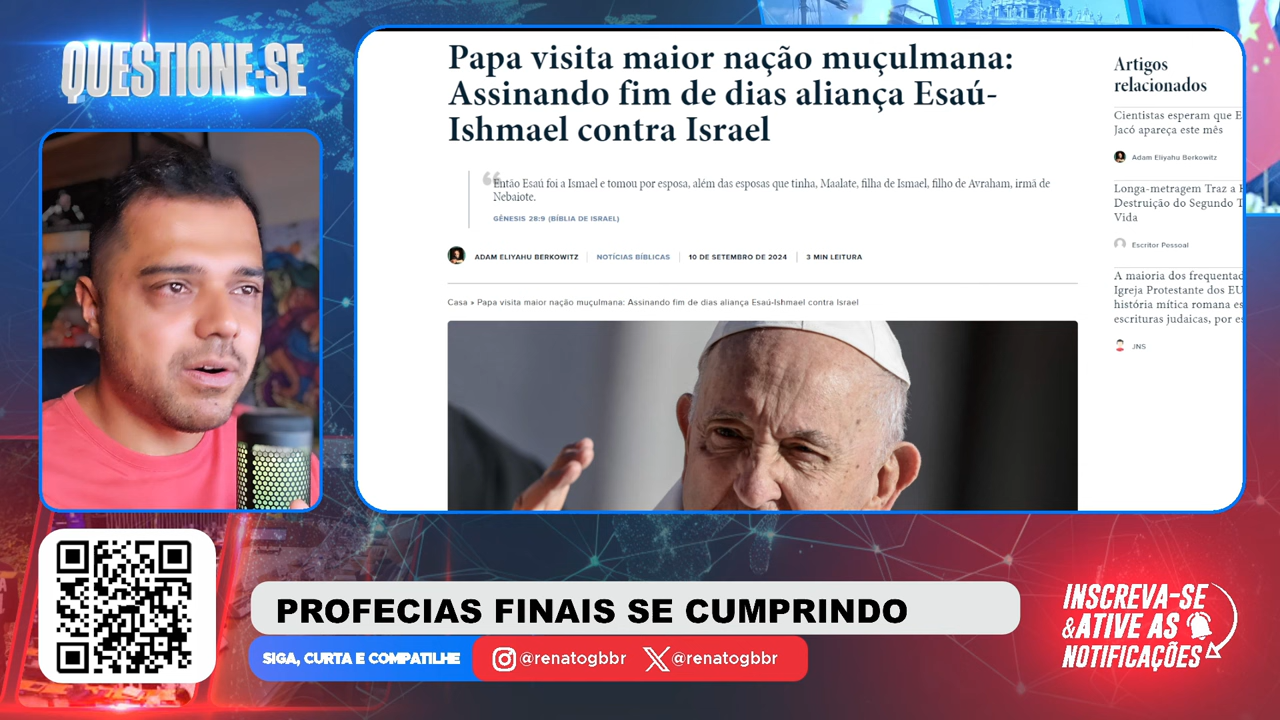 QUESTIONE-SE
Papa visita maior nação muçulmana:
Assinando fim de dias aliança Esaú-
Ishmael contra Israel
Então Esaú foi a Ismael e tomou por esposa, além das esposas que tinha, Maalate, filha de Ismael, filho de Avraham, irmã de
Nebaiote.
GÊNESIS 28:9 (BÍBLIA DE ISRAEL)
ADAM ELIYAHU BERKOWITZ
NOTÍCIAS BÍBLICAS
10 DE SETEMBRO DE 2024
3 MIN LEITURA
Casa » Papa visita maior nação muçulmana: Assinando fim de dias aliança Esaú-Ishmael contra Israel
Artigos
relacionados
Cientistas esperam que E
Jacó apareça este mês
Adam Eliyahu Berkowitz
Longa-metragem Traz a
Destruição do Segundo T
Vida
Escritor Pessoal
A maioria dos frequentad
Igreja Protestante dos EU
história mítica romana es
escrituras judaicas, por es
JNS
PROFECIAS FINAIS SE CUMPRINDO
SIGA, CURTA E COMPATILHE
@renatogbbr
@renatogbbr
INSCREVA-SE
&ATIVE AS
NOTIFICAÇÕES